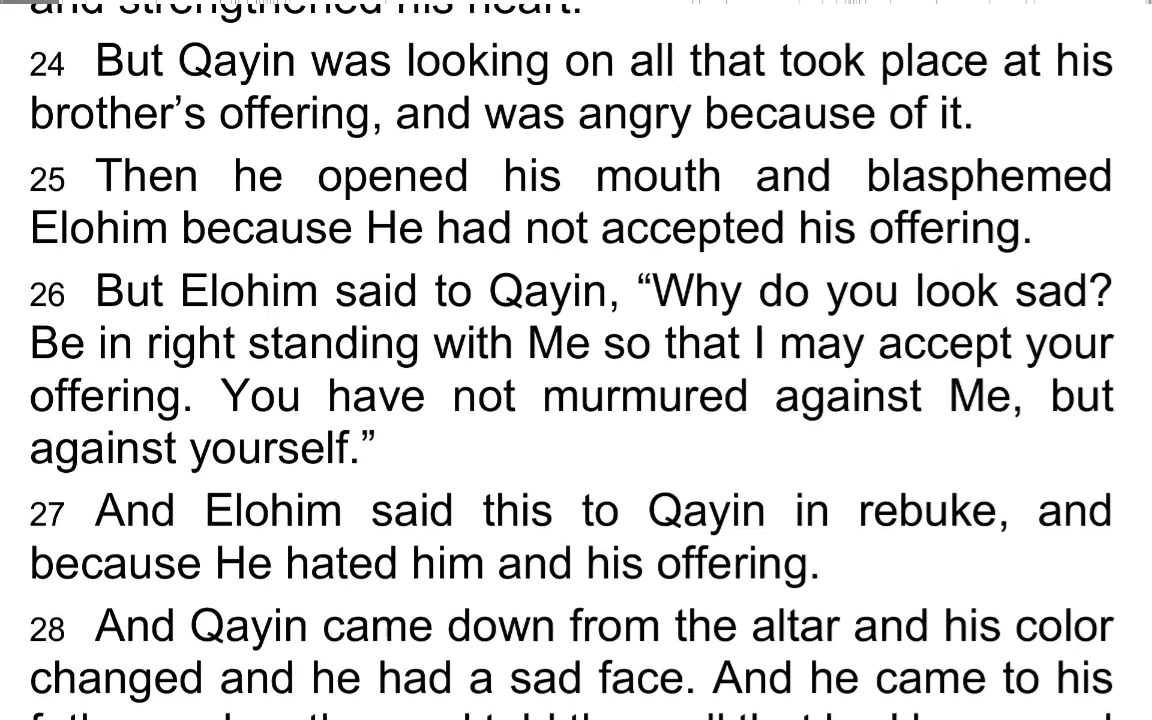 and strengthened his heart.
24 But Qayin was looking on all that took place at his
brother’s offering, and was angry because of it.
25 Then he opened his mouth and blasphemed
Elohim because He had not accepted his offering.
26 But Elohim said to Qayin, “Why do you look sad?
Be in right standing with Me so that I may accept your
offering. You have not murmured against Me, but
against yourself.”
27 And Elohim said this to Qayin in rebuke, and
because He hated him and his offering.
28 And Qayin came down from the altar and his color
changed and he had a sad face. And he came to his